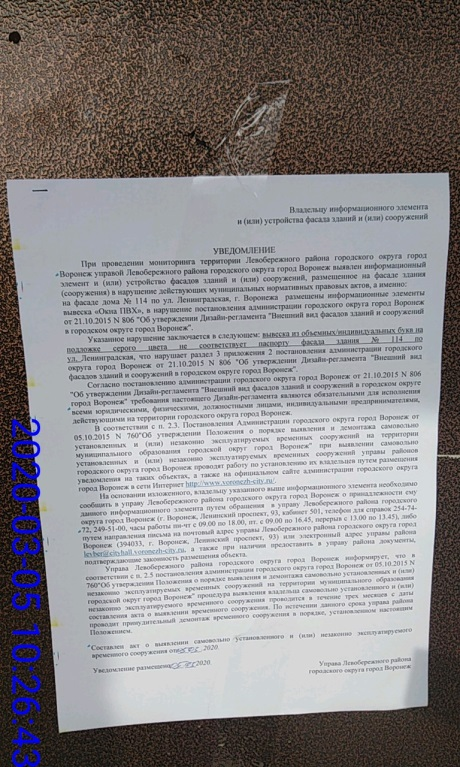 Владельцу информационного элемента
и (или) устройства фасада зданий и (или) сооружений
УВЕДОМЛЕНИЕ
При проведении мониторинга территории Левобережного района городского округа город
Воронеж управой Левобережного района городского округа город Воронеж выявлен информационный
элемент и (или) устройство фасадов зданий и (или) сооружений, размещенное на фасаде здания
(сооружения) в нарушение действующих муниципальных нормативных правовых актов, а именно:
на фасаде дома № 114 по ул. Ленинградская, г. Воронежа размещены информационные элементы
вывеска «Окна ПВХ», в нарушение постановления администрации городского округа город Воронеж
от 21.10.2015 N 806 "Об утверждении Дизайн-регламента "Внешний вид фасадов зданий и сооружений
в городском округе город Воронеж".
Указанное нарушение заключается в следующем: вывеска из объемных/индивидуальных букв на
подложке серого цвета не соответствует паспорту фасада здания № 114 по
ул. Ленинградская, что нарушает раздел 3 приложения 2 постановления администрации городского
округа город Воронеж от 21.10.2015 N 806 "Об утверждении Дизайн-регламента "Внешний вид
фасадов зданий и сооружений в городском округе город Воронеж".
Согласно постановлению администрации городского округа город Воронеж от 21.10.2015 N 806
"Об утверждении Дизайн-регламента "Внешний вид фасадов зданий и сооружений в городском округе
город Воронеж" требования настоящего Дизайн-регламента являются обязательными для исполнения
всеми юридическими, физическими, должностными лицами, индивидуальными предпринимателями,
действующими на территории городского округа город Воронеж.
В соответствии с п. 2.3. Постановления Администрации городского округа город Воронеж от
05.10.2015 N 760"Об утверждении Положения о порядке выявления и демонтажа самовольно
установленных и (или) незаконно эксплуатируемых временных сооружений на территории
муниципального образования городской округ город Воронеж" при выявлении самовольно
установленных и (или) незаконно эксплуатируемых временных сооружений управы районов
городского округа город Воронеж проводят работу по установлению их владельцев путем размещения
уведомления на таких объектах, а также на официальном сайте администрации городского округа
город Воронеж в сети Интернет http://www.voronezh-city.ru/.
На основании изложенного, владельцу указанного выше информационного элемента необходимо
сообщить в управу Левобережного района городского округа город Воронеж о принадлежности ему
данного информационного элемента путем обращения в управу Левобережного района городского
округа город Воронеж (г. Воронеж, Ленинский проспект, 93, кабинет 501, телефон для справок 254-74-
72, 249-51-00, часы работы пн-чт с 09.00 до 18.00, пт. с 09.00 по 16.45, перерыв с 13.00 по 13.45), либо
путем направления письма на почтовый адрес управы Левобережного района городского округа город
Воронеж (394033, г. Воронеж, Ленинский проспект, 93) или электронный адрес управы района
levber@cityhall.voronezh-city.ru, а также при наличии предоставить в управу района документы,
подтверждающие законность размещения объекта.
Управа Левобережного района городского округа город Воронеж информирует, что в
соответствии с п. 2.5 постановления администрации городского округа город Воронеж от 05.10.2015 N
760"Об утверждении Положения о порядке выявления и демонтажа самовольно установленных и (или)
незаконно эксплуатируемых временных сооружений на территории муниципального образования
городской округ город Воронеж" процедура выявления владельца самовольно установленного и (или)
незаконно эксплуатируемого временного сооружения проводится в течение трех месяцев с даты
составления акта о выявлении временного сооружения. По истечении данного срока управа района
проводит принудительный демонтаж временного сооружения в порядке, установленном настоящим
Положением.
Составлен акт о выявлении самовольно установленного и (или) незаконно эксплуатируемого
временного сооружения от 2020.
Уведомление размещено 2020.
Управа Левобережного района
городского округа город Воронеж
2020-03-05 10:26:43